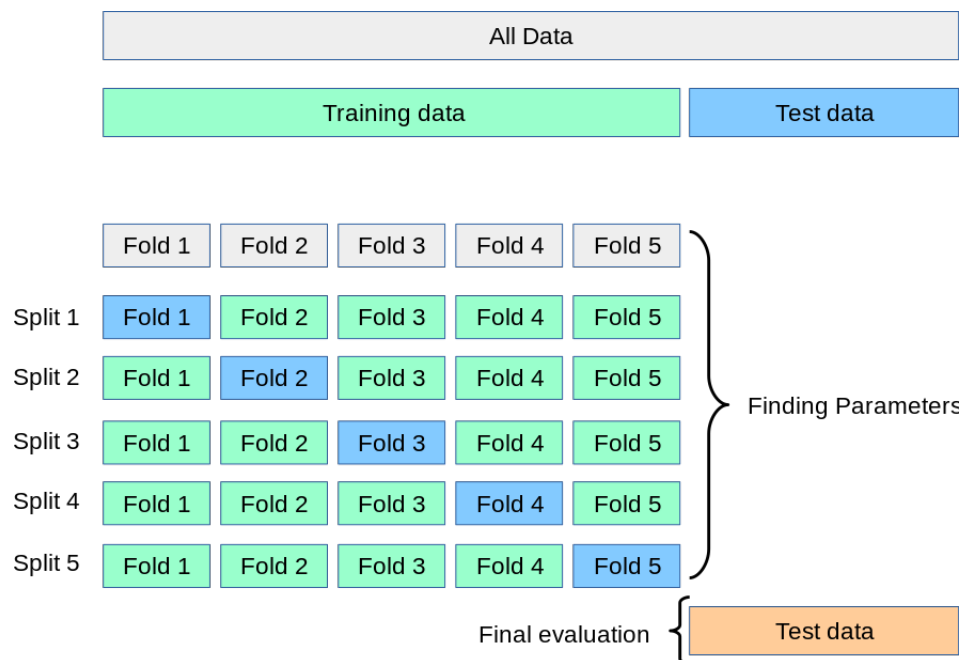 All Data
Training data Test data
Fold 1 Fold 2 Fold 3 Fold 4 Fold 5
Split 1 Fold 1 Fold 2 Fold 3 Fold 4 Fold 5
Split 2 Fold 1 Fold 2 Fold 3 Fold 4 Fold 5
Finding Parameters
Split 3 Fold 1 Fold 2 Fold 3 Fold 4 Fold 5
Split 4 Fold 1 Fold 2 Fold 3 Fold 4 Fold 5
Split 5 Fold 1 Fold 2 Fold 3 Fold 4 Fold 5
Final evaluation Test data